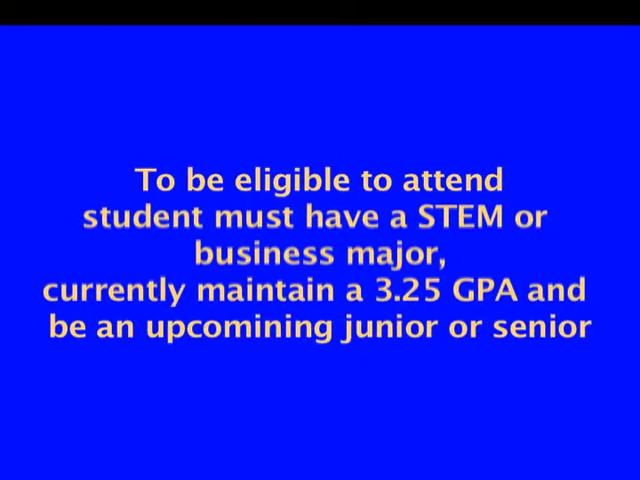 To be eligible to attend
student must have a STEM or
business major,
currently maintain a 3.25 GPA and
be an upcomining junior or senior